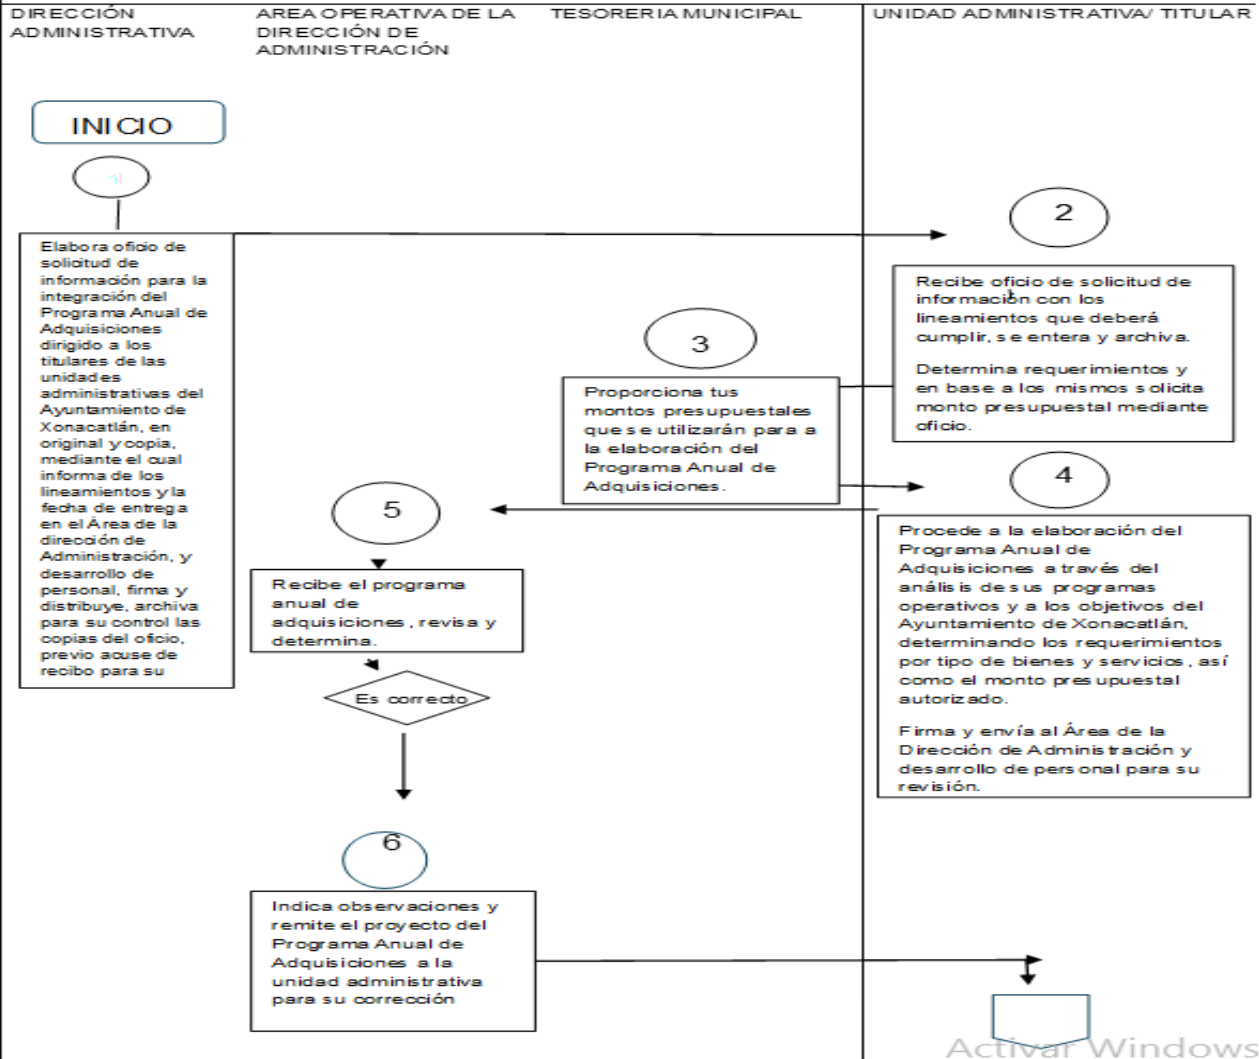 DIRECCIÓN
ADMINISTRATIVA
AREA OPERATIVA DE LA
DIRECCIÓN DE
ADMINISTRACIÓN
TESORERIA MUNICIPAL
UNIDAD ADMINISTRATIVA/ TITULAR
INICIO
1
Elabora oficio de
solicitud de
información para la
integración del
Programa Anual de
Adquisiciones
dirigido a los
titulares de las
unidades
administrativas del
Ayuntamiento de
Xonacatlán, en
original y copia,
mediante el cual
informa de los
lineamientos y la
fecha de entrega
en el Área de la
dirección de
Administración, y
desarrollo de
personal, firma y
distribuye, archiva
para su control las
copias del oficio,
previo acuse de
recibo para su
2
Recibe oficio de solicitud de
información con los
lineamientos que deberá
cumplir, se entera y archiva.
Determina requerimientos y
en base a los mismos solicita
monto presupuestal mediante
oficio.
3
Proporciona tus
montos presupuestales
que se utilizarán para a
la elaboración del
Programa Anual de
Adquisiciones.
4
Procede a la elaboración del
Programa Anual de
Adquisiciones a través del
análisis de sus programas
operativos y a los objetivos del
Ayuntamiento de Xonacatlán,
determinando los requerimientos
por tipo de bienes y servicios, así
como el monto presupuestal
autorizado.
Firma y envía al Área de la
Dirección de Administración y
desarrollo de personal para su
revisión.
5
Recibe el programa
anual de
adquisiciones, revisa y
determina.
Es correcto
6
Indica observaciones y
remite el proyecto del
Programa Anual de
Adquisiciones a la
unidad administrativa
para su corrección
Activar Windows